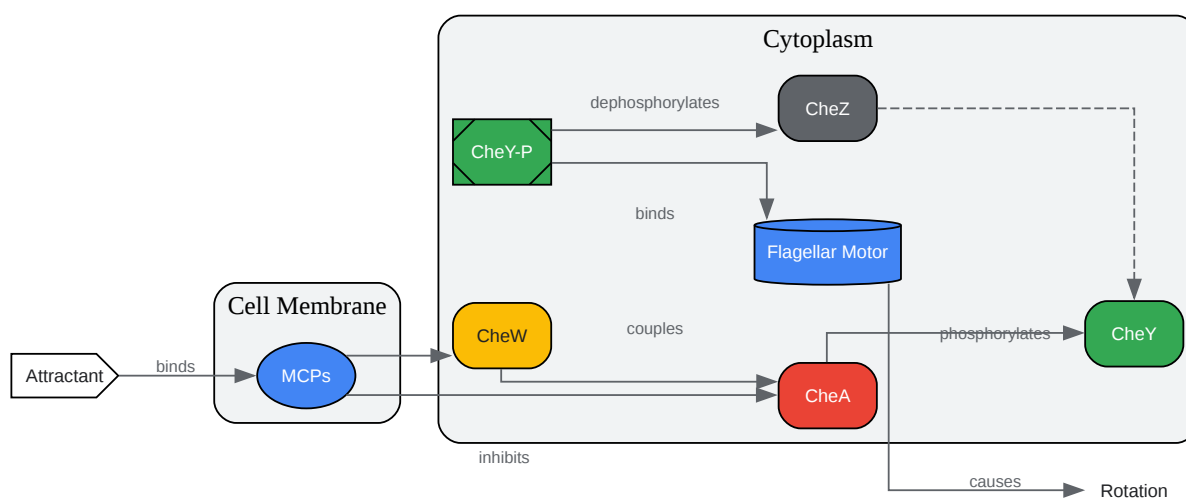 Cytoplasm
dephosphorylates
CheZ
CheY-P
binds
Flagellar Motor
Cell Membrane
CheW
couples
phosphorylates
CheY
Attractant
binds
MCPs
CheA
inhibits
causes
Rotation